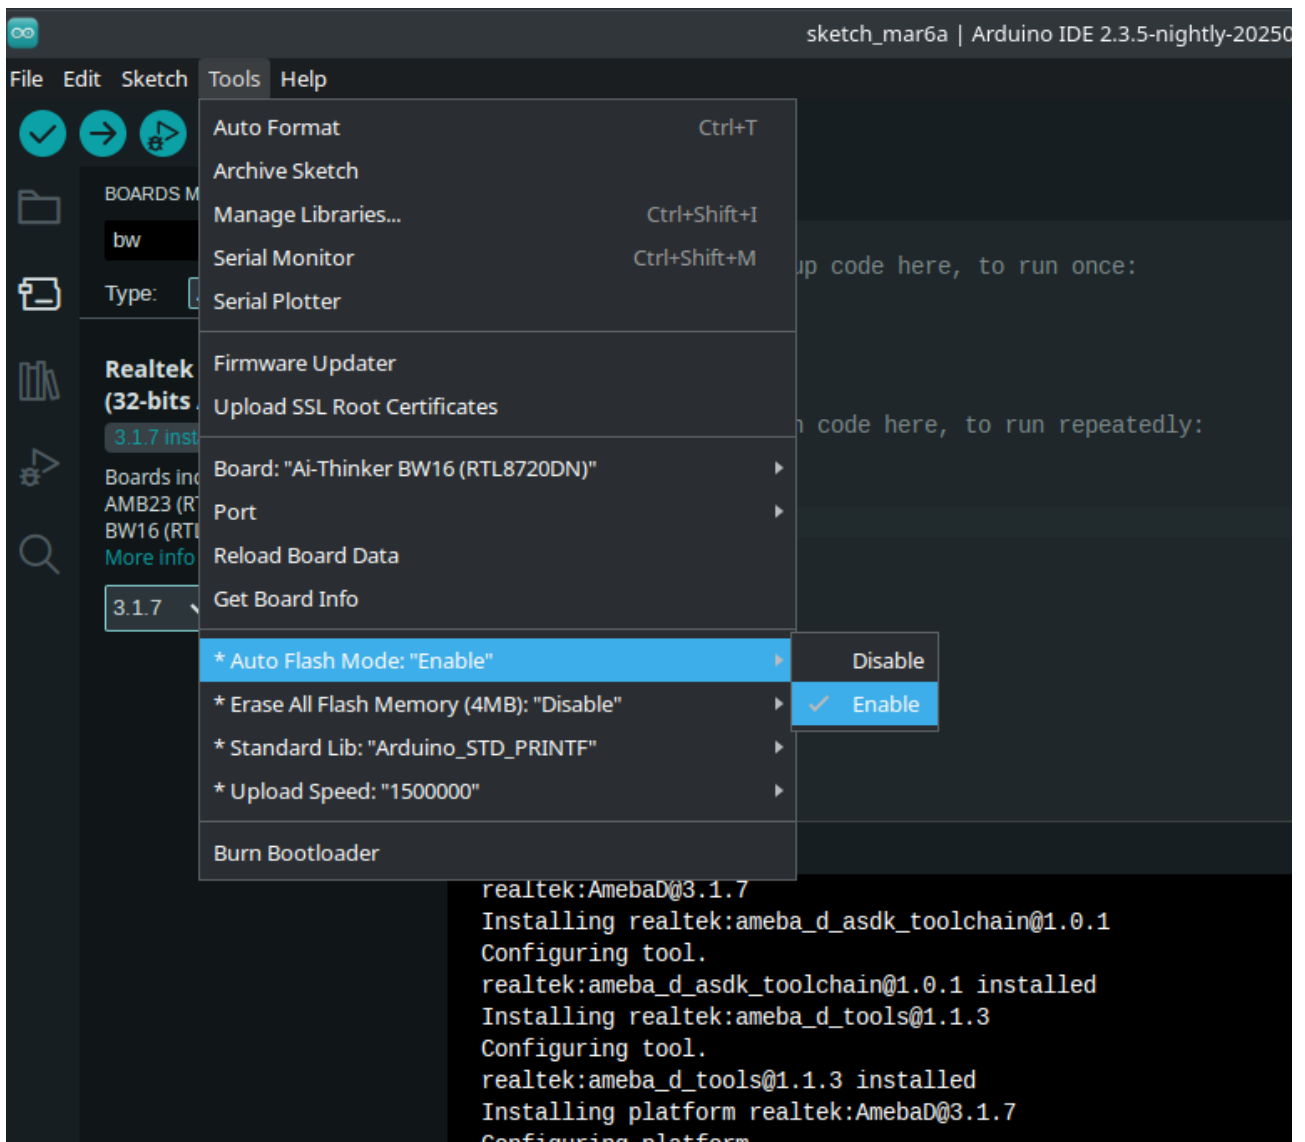 sketch_mar6a | Arduino IDE 2.3.5-nightly-20250
File Edit Sketch Tools Help
BOARDS M
bw
Type:
Realtek
(32-bits
3.1.7 inst
Boards inc
AMB23 (R
BW16 (RTL
More info
3.1.7
Auto Format Ctrl+T
Archive Sketch
Manage Libraries... Ctrl+Shift+I
Serial Monitor Ctrl+Shift+M
Serial Plotter
Firmware Updater
Upload SSL Root Certificates
Board: "Ai-Thinker BW16 (RTL8720DN)"
Port
Reload Board Data
Get Board Info
* Auto Flash Mode: "Enable"
* Erase All Flash Memory (4MB): "Disable"
* Standard Lib: "Arduino_STD_PRINTF"
* Upload Speed: "1500000"
Burn Bootloader
Disable
Enable
up code here, to run once:
code here, to run repeatedly:
realtek:AmebaD@3.1.7
Installing realtek:ameba_d_asdk_toolchain@1.0.1
Configuring tool.
realtek:ameba_d_asdk_toolchain@1.0.1 installed
Installing realtek:ameba_d_tools@1.1.3
Configuring tool.
realtek:ameba_d_tools@1.1.3 installed
Installing platform realtek:AmebaD@3.1.7
Configuring platform.